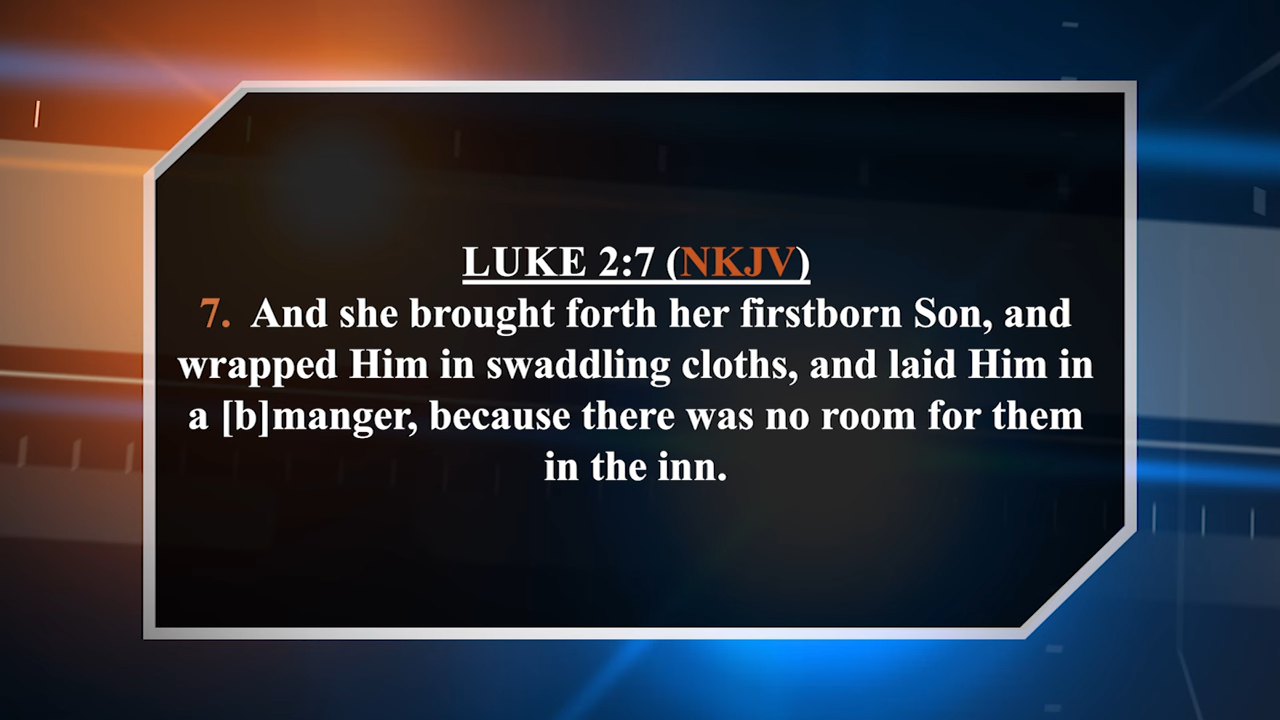 LUKE 2:7 (NKJV)
7. And she brought forth her firstborn Son, and
wrapped Him in swaddling cloths, and laid Him in
a [b]manger, because there was no room for them
in the inn.